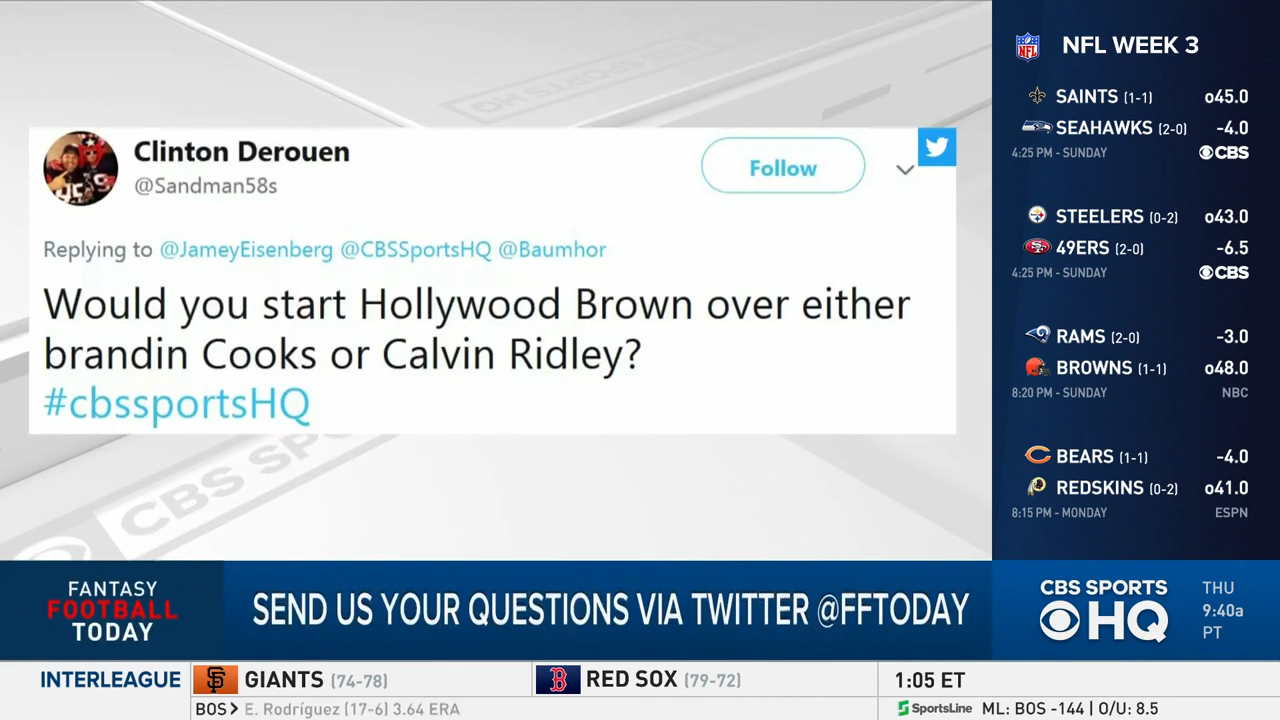 Clinton Derouen
@Sandman58s
Follow
Replying to @JameyEisenberg @CBSSportsHQ @Baumhor
Would you start Hollywood Brown over either
brandin Cooks or Calvin Ridley?
#cbssportsHQ
CBS SPO
NFL WEEK 3
SAINTS (1-1) o45.0
SEAHAWKS (2-0) -4.0
4:25 PM - SUNDAY CBS
STEELERS (0-2) o43.0
49ERS (2-0) -6.5
4:25 PM - SUNDAY CBS
RAMS (2-0) -3.0
BROWNS (1-1) o48.0
8:20 PM - SUNDAY NBC
BEARS (1-1) -4.0
REDSKINS (0-2) o41.0
8:15 PM - MONDAY ESPN
FANTASY
FOOTBALL
TODAY
SEND US YOUR QUESTIONS VIA TWITTER @FFTODAY
CBS SPORTS
HQ
THU
9:40a
PT
INTERLEAGUE
GIANTS (74-78) RED SOX (79-72) 1:05 ET
BOS > E. Rodríguez (17-6) 3.64 ERA SportsLine ML: BOS -144 | O/U: 8.5